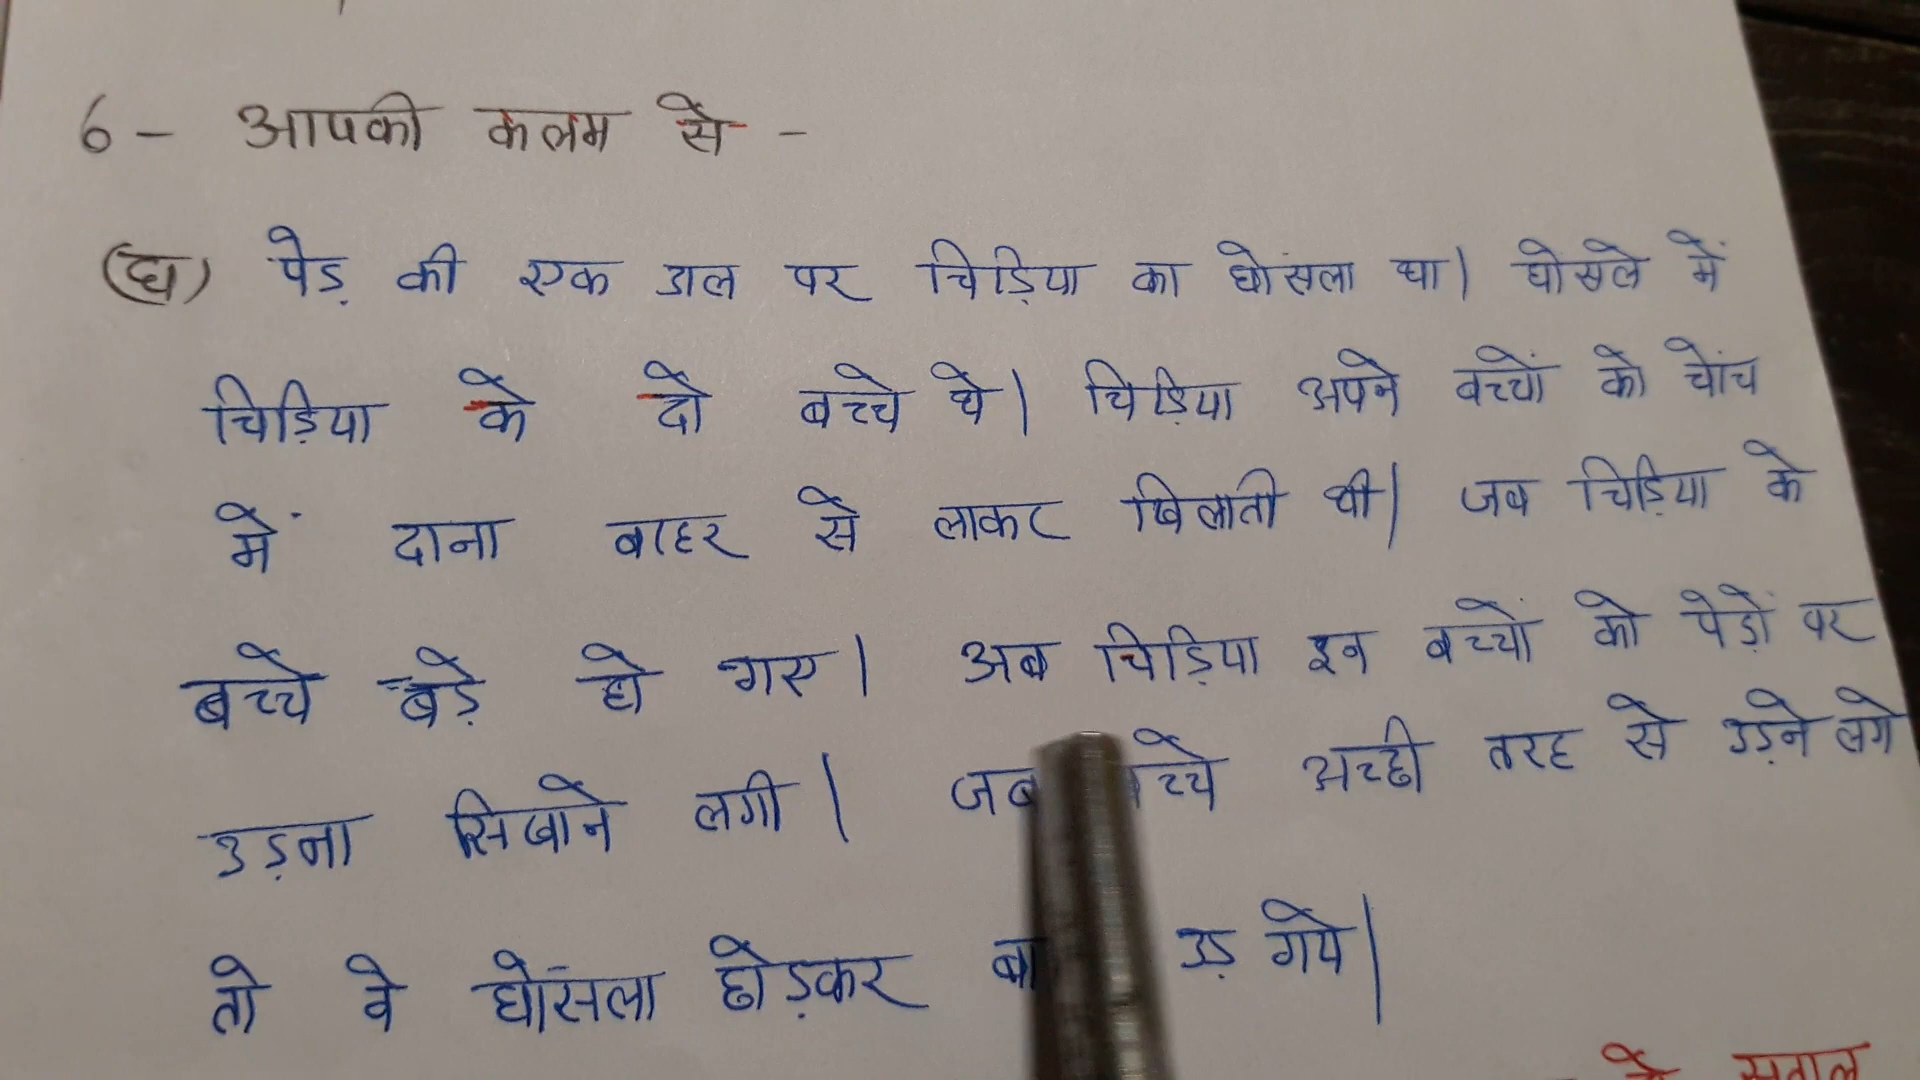 6 - आपकी कलम से -
(घ) पेड़ की एक डाल पर चिड़िया का घोंसला था। घोसले में
चिड़िया के दो बच्चे थे। चिड़िया अपने बच्चों को चोंच
में दाना बाहर से लाकर खिलाती थी। जब चिड़िया के
बच्चे बड़े हो गए। अब चिड़िया इन बच्चों को पेड़ों पर
उड़ना सिखाने लगी। जब अच्छी तरह से उड़ने लगे
तो वे घोंसला छोड़कर उड़ गये।
के